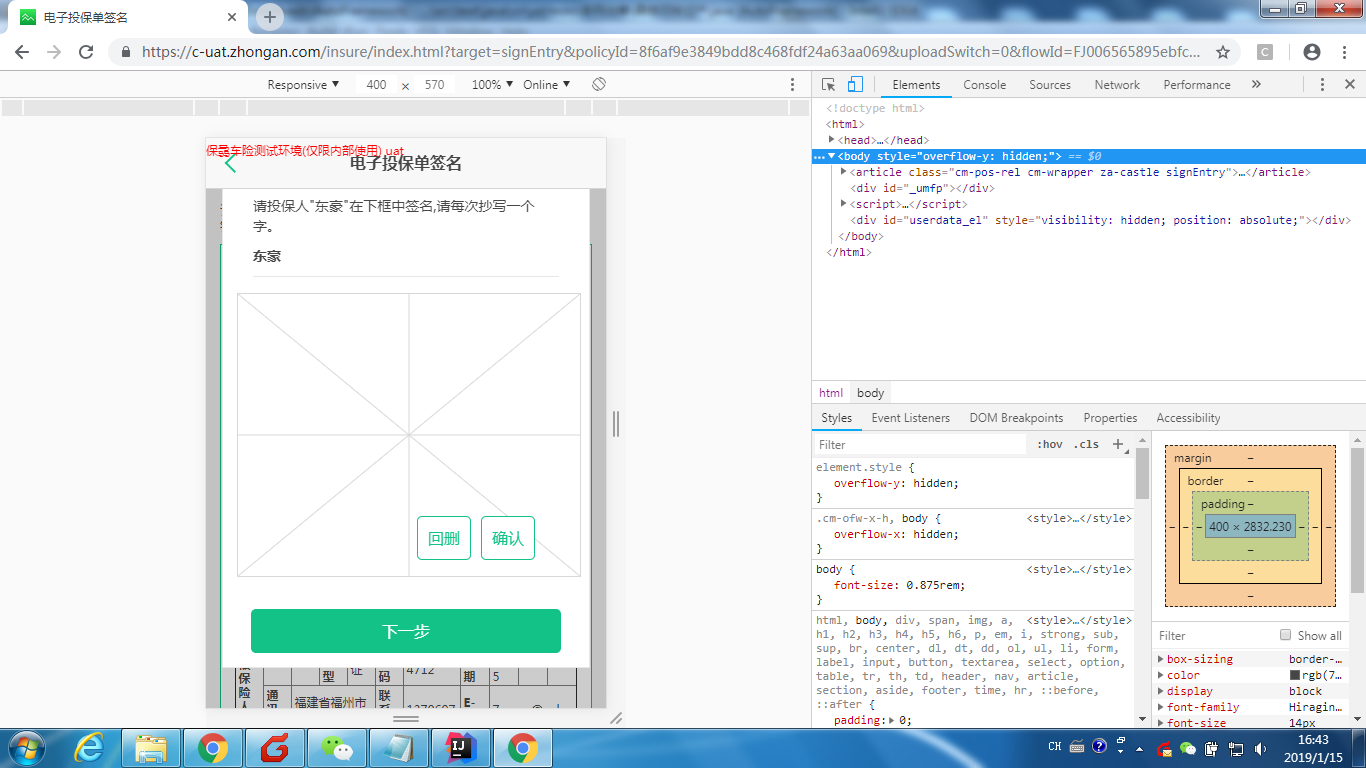 电子投保单签名
https://c-uat.zhongan.com/insure/index.html?target=signEntry&policyId=8f6af9e3849bdd8c468fdf24a63aa069&uploadSwitch=0&flowId=FJ006565895ebfc...
Responsive 400 x 570 100% Online
保骉车险测试环境(仅限内部使用) uat
电子投保单签名
请投保人"东豪"在下框中签名,请每次抄写一个
字。
东豪
回删 确认
下一步
保险人
型 证 码 4712 期 5
福建省福州市
Elements Console Sources Network Performance »
<!doctype html>
<html>
<head>…</head>
<body style="overflow-y: hidden;"> == $0
<article class="cm-pos-rel cm-wrapper za-castle signEntry">…</article>
<div id="_umfp"></div>
<script>…</script>
<div id="userdata_el" style="visibility: hidden; position: absolute;"></div>
</body>
</html>
html body
Styles Event Listeners DOM Breakpoints Properties Accessibility
Filter :hov .cls +
element.style {
overflow-y: hidden;
}
.cm-ofw-x-h, body { <style>…</style>
overflow-x: hidden;
}
body { <style>…</style>
font-size: 0.875rem;
}
html, body, div, span, img, a, <style>…</style>
h1, h2, h3, h4, h5, h6, p, em, i, strong, sub,
sup, br, center, dl, dt, dd, ol, ul, li, form,
label, input, button, textarea, select, option,
table, tr, th, td, header, nav, article,
section, aside, footer, time, hr, ::before,
::after {
padding: 0;
margin –
border –
padding –
– – – 400 × 2832.230 – – –
–
–
–
Filter Show all
box-sizing border-…
color rgb(7…
display block
font-family Hiragin…
font-size 14px
CH
16:43
2019/1/15